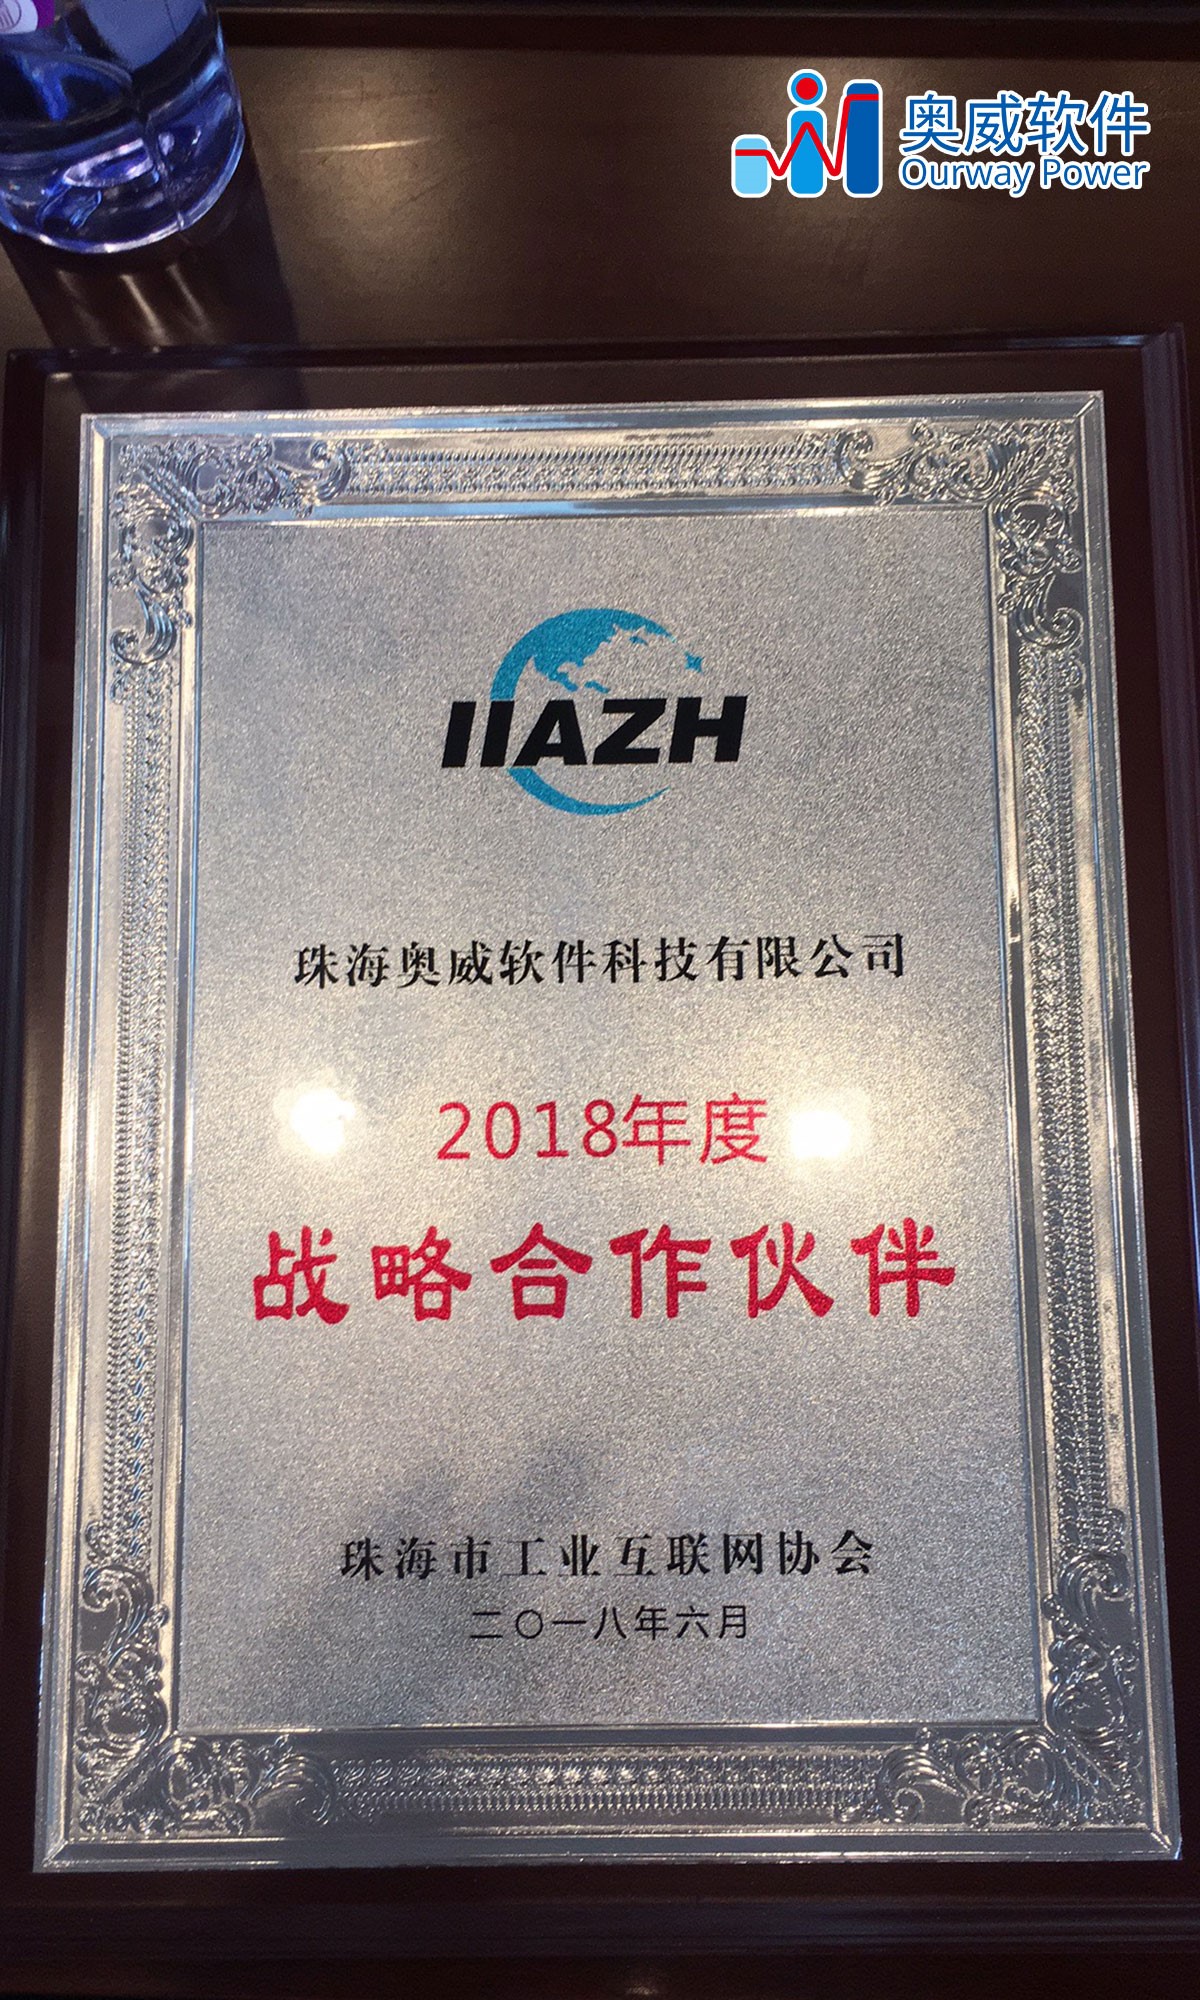 奥威软件
Ourway Power
IIAZH
珠海奥威软件科技有限公司
2018年度
战略合作伙伴
珠海市工业互联网协会
二〇一八年六月